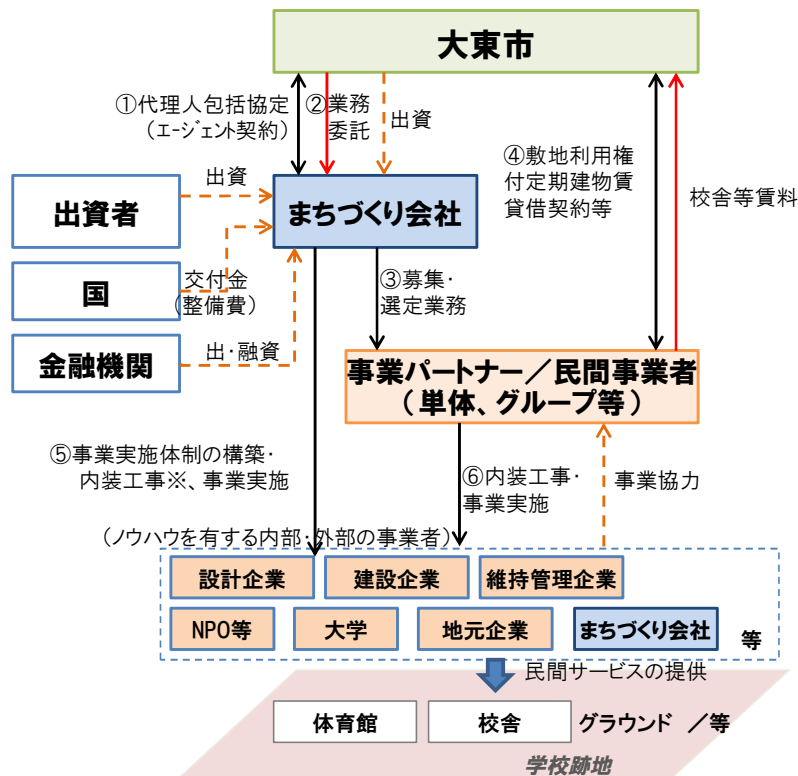 大東市
①代理人包括協定
（エージェント契約）
②業務
委託
出資
④敷地利用権
付定期建物賃
貸借契約等
校舎等賃料
出資者
出資
まちづくり会社
国
交付金
（整備費）
③募集・
選定業務
金融機関
出・融資
事業パートナー／民間事業者
（単体、グループ等）
⑤事業実施体制の構築・
内装工事※、事業実施
⑥内装工事・
事業実施
事業協力
（ノウハウを有する内部・外部の事業者）
設計企業
建設企業
維持管理企業
NPO等
大学
地元企業
まちづくり会社
等
民間サービスの提供
体育館
校舎
グラウンド ／等
学校跡地